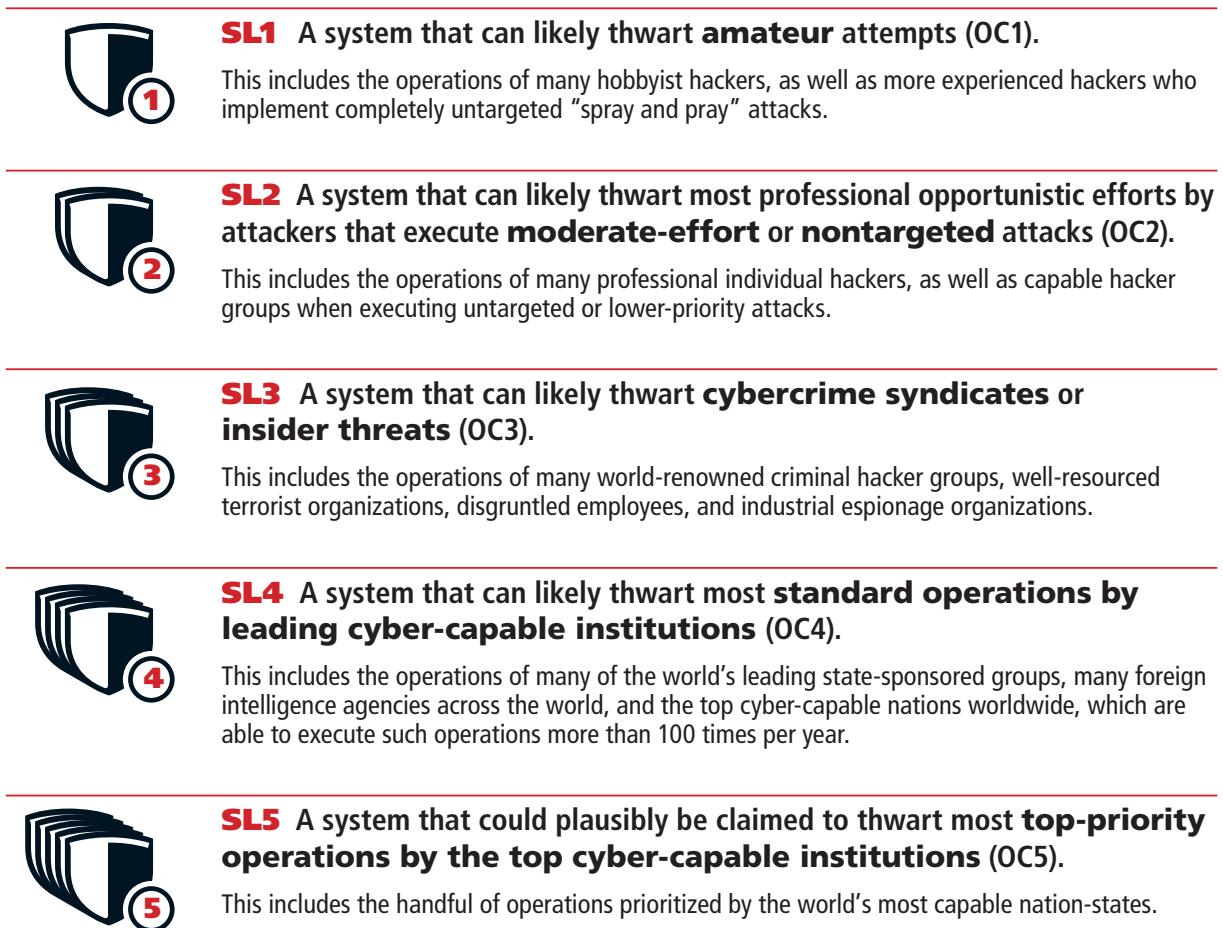 SL1 A system that can likely thwart amateur attempts (OC1).
This includes the operations of many hobbyist hackers, as well as more experienced hackers who
implement completely untargeted “spray and pray” attacks.
1
SL2 A system that can likely thwart most professional opportunistic efforts by
attackers that execute moderate-effort or nontargeted attacks (OC2).
This includes the operations of many professional individual hackers, as well as capable hacker
groups when executing untargeted or lower-priority attacks.
2
SL3 A system that can likely thwart cybercrime syndicates or
insider threats (OC3).
This includes the operations of many world-renowned criminal hacker groups, well-resourced
terrorist organizations, disgruntled employees, and industrial espionage organizations.
3
SL4 A system that can likely thwart most standard operations by
leading cyber-capable institutions (OC4).
This includes the operations of many of the world’s leading state-sponsored groups, many foreign
intelligence agencies across the world, and the top cyber-capable nations worldwide, which are
able to execute such operations more than 100 times per year.
4
SL5 A system that could plausibly be claimed to thwart most top-priority
operations by the top cyber-capable institutions (OC5).
This includes the handful of operations prioritized by the world’s most capable nation-states.
5